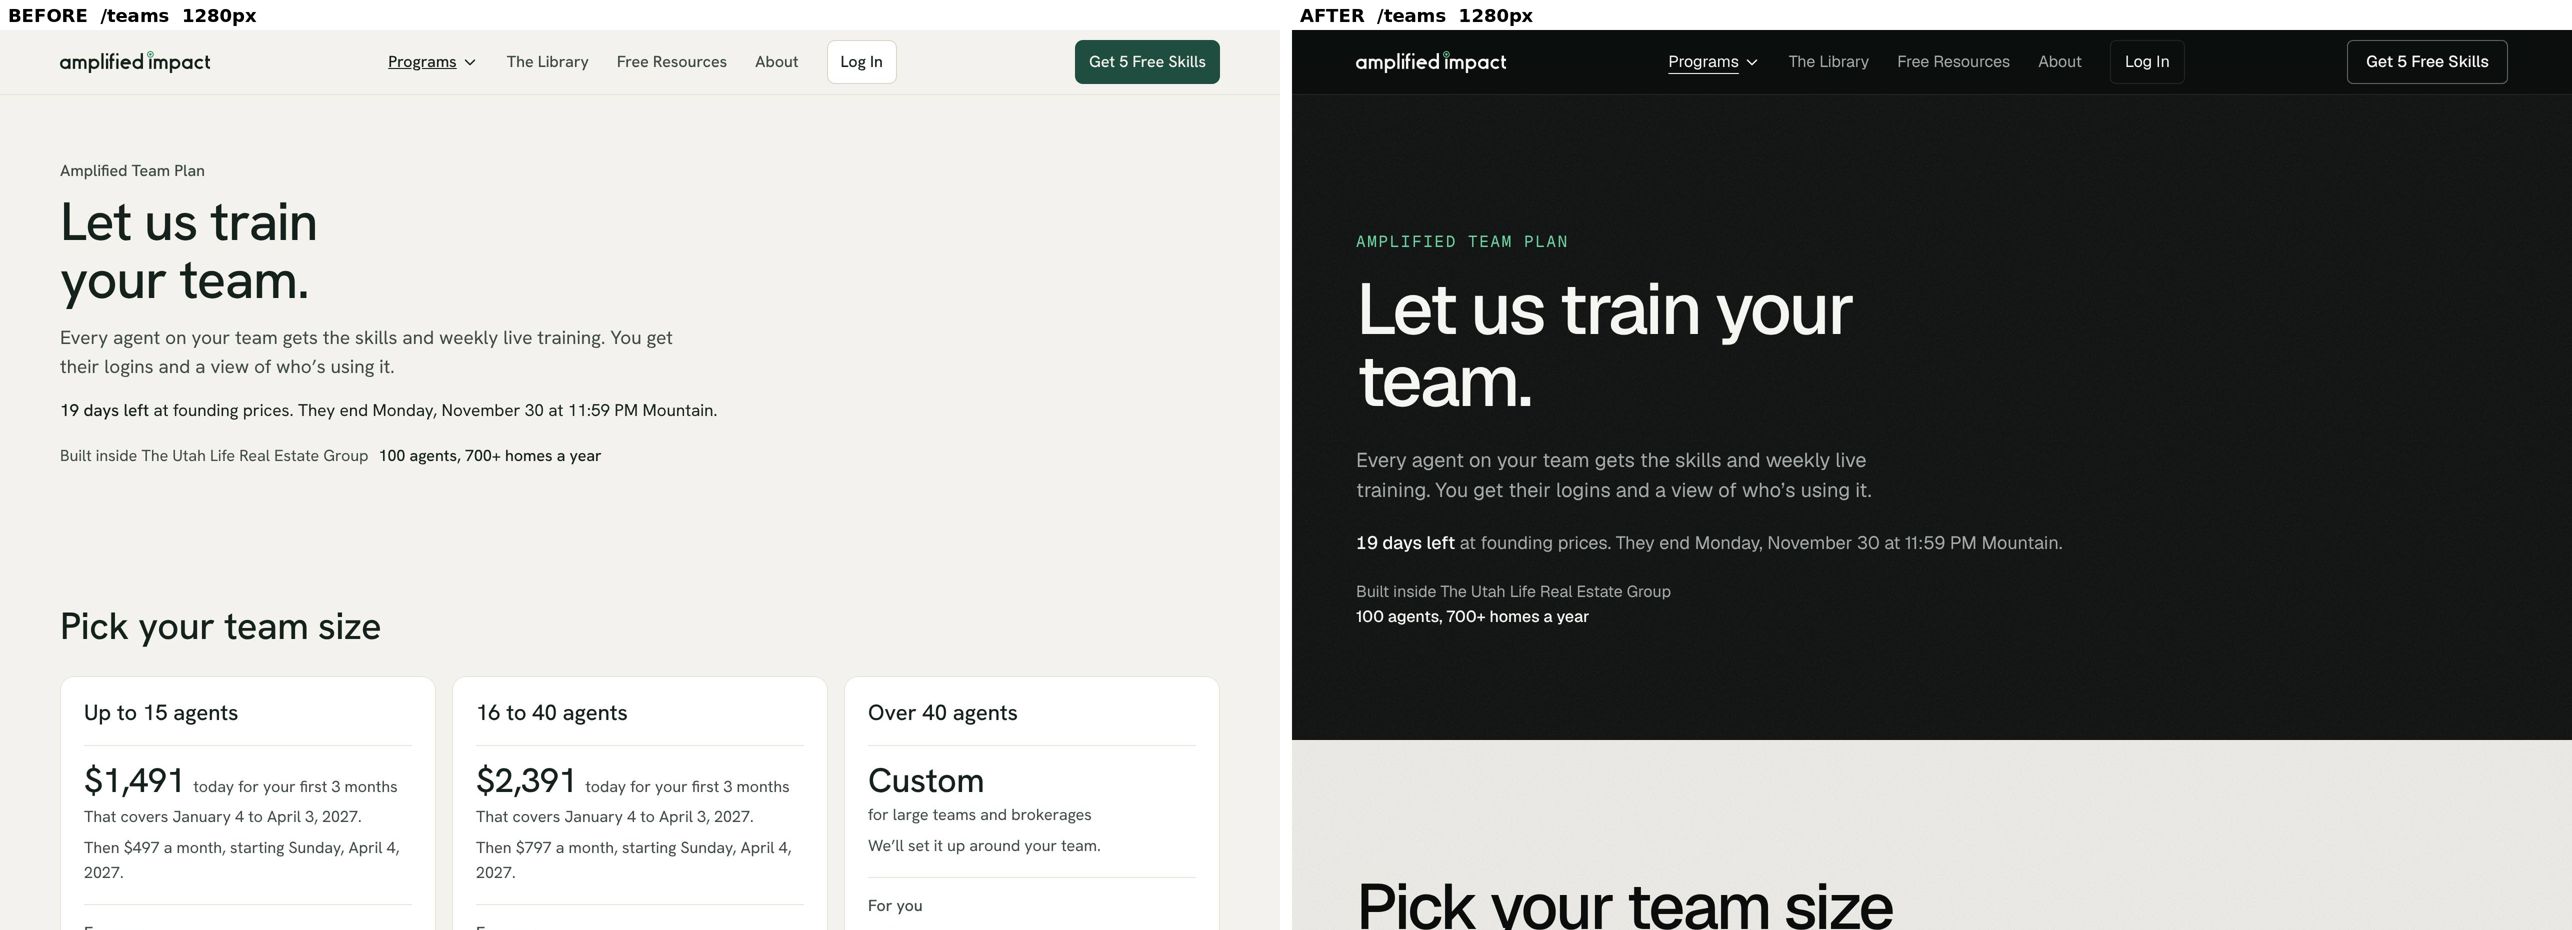 BEFORE /teams 1280px
amplified impact
Programs
The Library
Free Resources
About
Log In
Get 5 Free Skills
Amplified Team Plan
Let us train
your team.
Every agent on your team gets the skills and weekly live training. You get
their logins and a view of who’s using it.
19 days left at founding prices. They end Monday, November 30 at 11:59 PM Mountain.
Built inside The Utah Life Real Estate Group 100 agents, 700+ homes a year
Pick your team size
Up to 15 agents
$1,491 today for your first 3 months
That covers January 4 to April 3, 2027.
Then $497 a month, starting Sunday, April 4,
2027.
16 to 40 agents
$2,391 today for your first 3 months
That covers January 4 to April 3, 2027.
Then $797 a month, starting Sunday, April 4,
2027.
Over 40 agents
Custom
for large teams and brokerages
We’ll set it up around your team.
For you
AFTER /teams 1280px
amplified impact
Programs
The Library
Free Resources
About
Log In
Get 5 Free Skills
AMPLIFIED TEAM PLAN
Let us train your
team.
Every agent on your team gets the skills and weekly live
training. You get their logins and a view of who’s using it.
19 days left at founding prices. They end Monday, November 30 at 11:59 PM Mountain.
Built inside The Utah Life Real Estate Group
100 agents, 700+ homes a year
Pick your team size